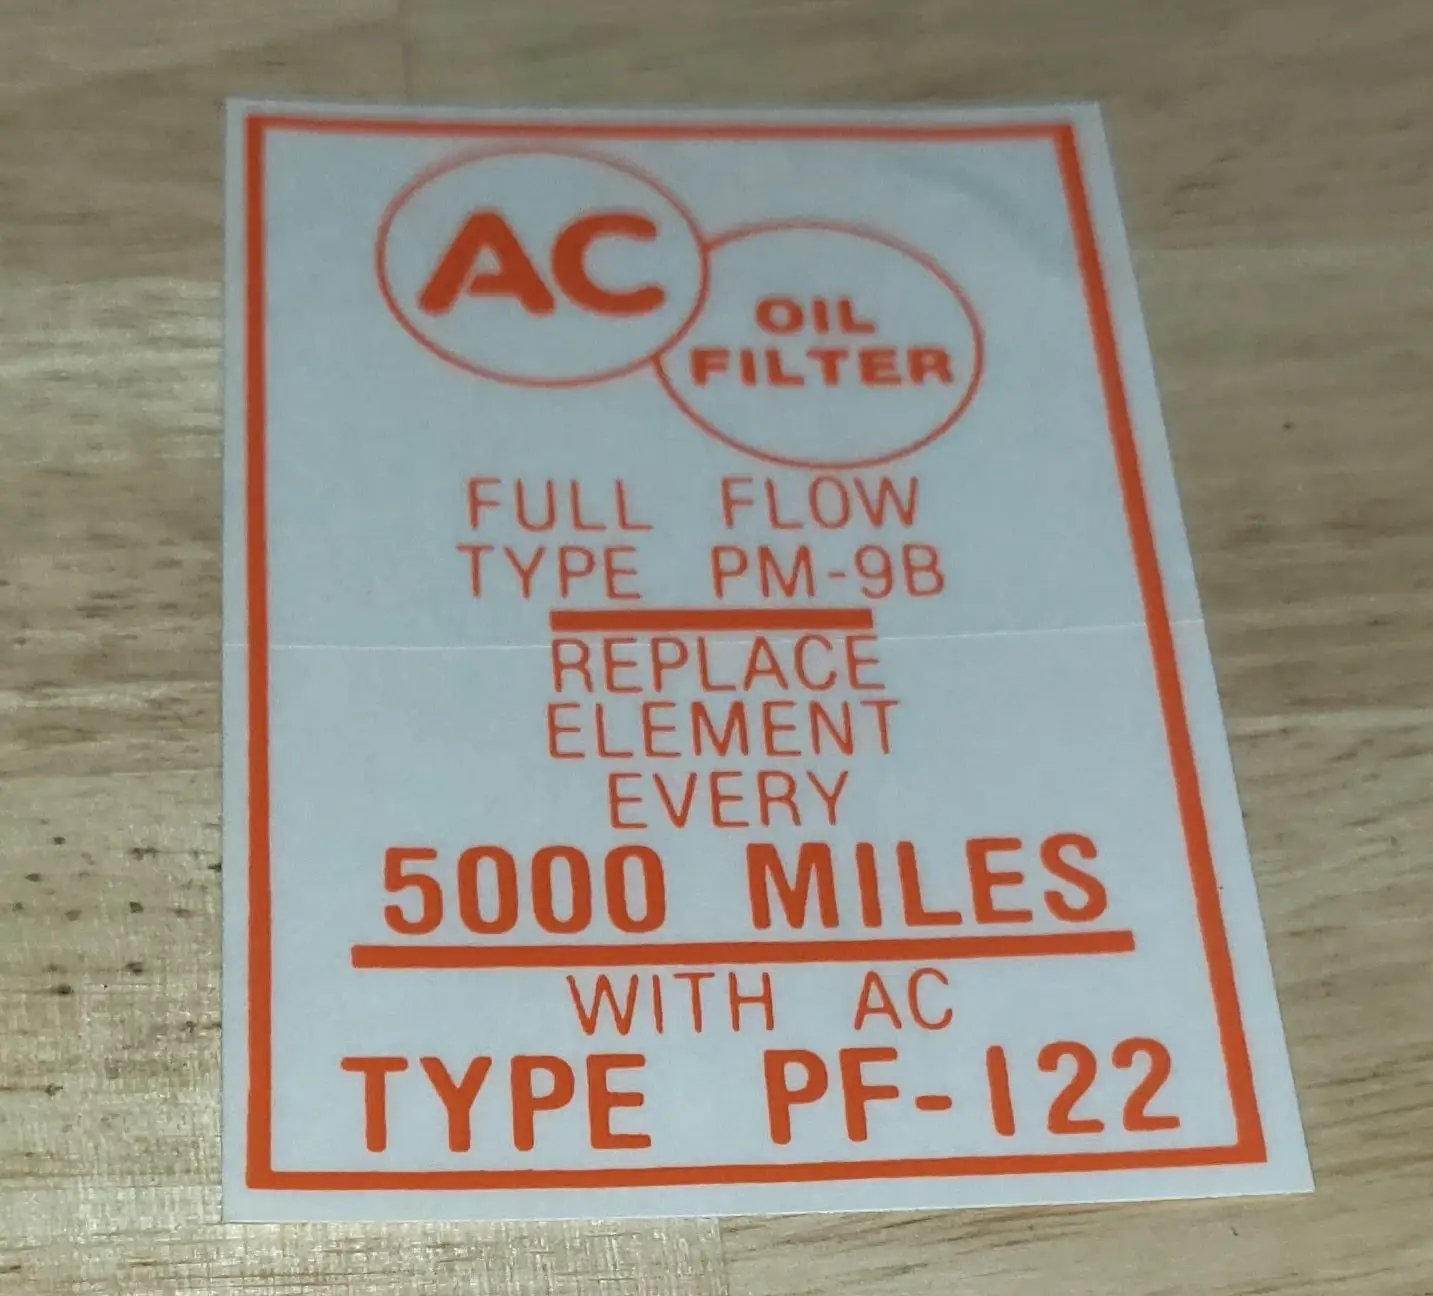 AC
OIL
FILTER
FULL FLOW
TYPE PM-9B
REPLACE
ELEMENT
EVERY
5000 MILES
WITH AC
TYPE PF-122